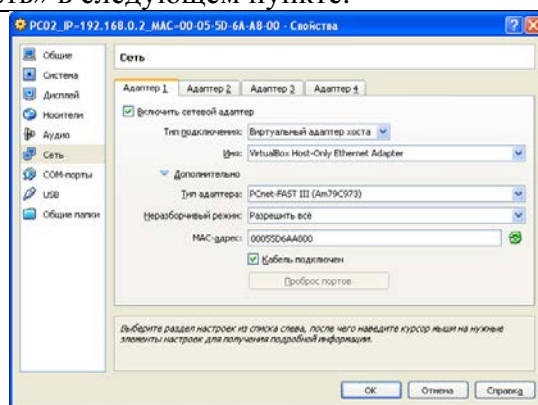 ть» в следующем пункте.
PC02_IP-192.168.0.2_MAC-00-05-5D-6A-AB-00 - Свойства
Общие
Система
Дисплей
Носители
Аудио
Сеть
COM-порты
USB
Общие папки
Сеть
Адаптер 1 Адаптер 2 Адаптер 3 Адаптер 4
Включить сетевой адаптер
Тип подключения: Виртуальный адаптер хоста
Имя: VirtualBox Host-Only Ethernet Adapter
Дополнительно
Тип адаптера: PCnet-FAST III (Am79C973)
Неразборчивый режим: Разрешить всё
MAC-адрес: 00055D6AA000
Кабель подключен
Проброс портов
Выберите раздел настроек из списка слева, после чего наведите курсор мыши на нужные
элементы настроек для получения подробной информации.
OK Отмена Справка